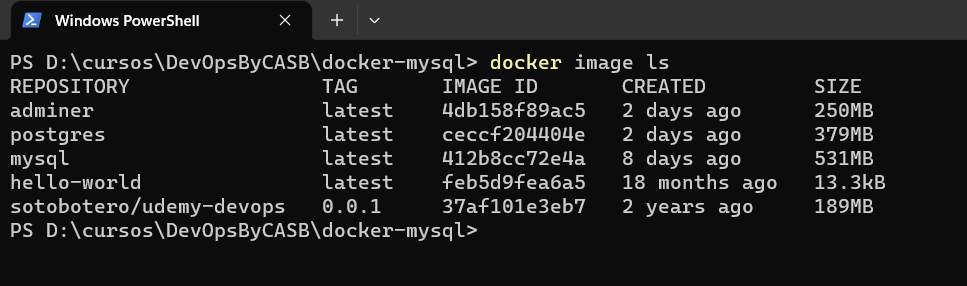 Windows PowerShell
PS D:\cursos\DevOpsByCASB\docker-mysql> docker image ls
REPOSITORY TAG IMAGE ID CREATED SIZE
adminer latest 4db158f89ac5 2 days ago 250MB
postgres latest ceccf204404e 2 days ago 379MB
mysql latest 412b8cc72e4a 8 days ago 531MB
hello-world latest feb5d9fea6a5 18 months ago 13.3kB
sotobotero/udemy-devops 0.0.1 37af101e3eb7 2 years ago 189MB
PS D:\cursos\DevOpsByCASB\docker-mysql>